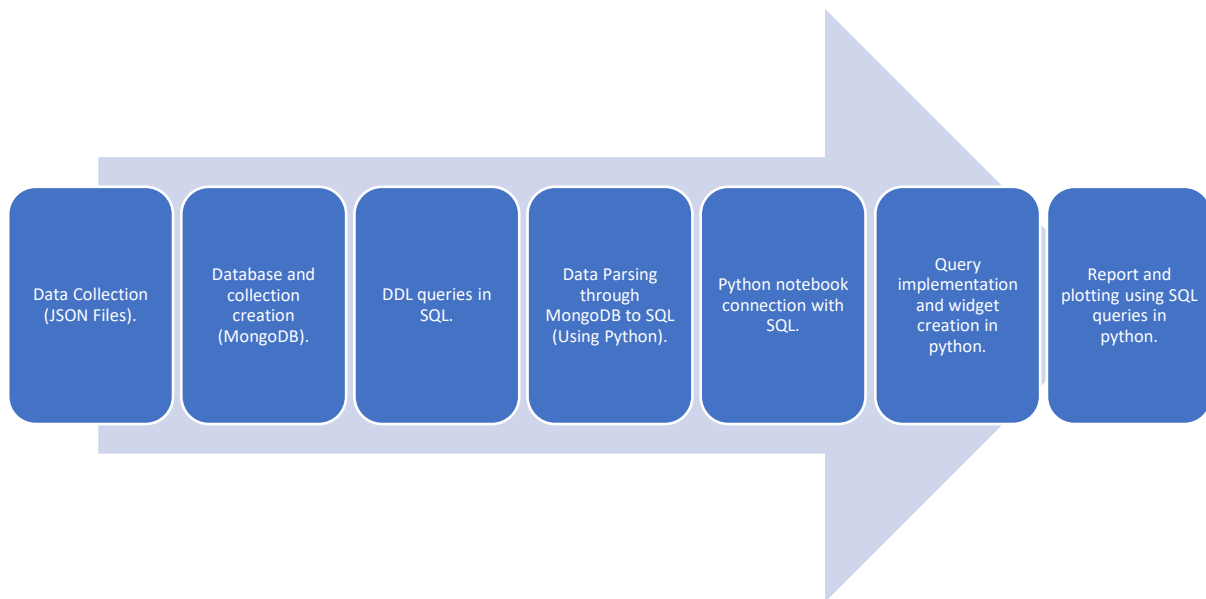 Data Collection
(JSON Files).
Database and
collection
creation
(MongoDB).
DDL queries in
SQL.
Data Parsing
through
MongoDB to SQL
(Using Python).
Python notebook
connection with
SQL.
Query
implementation
and widget
creation in
python.
Report and
plotting using SQL
queries in
python.